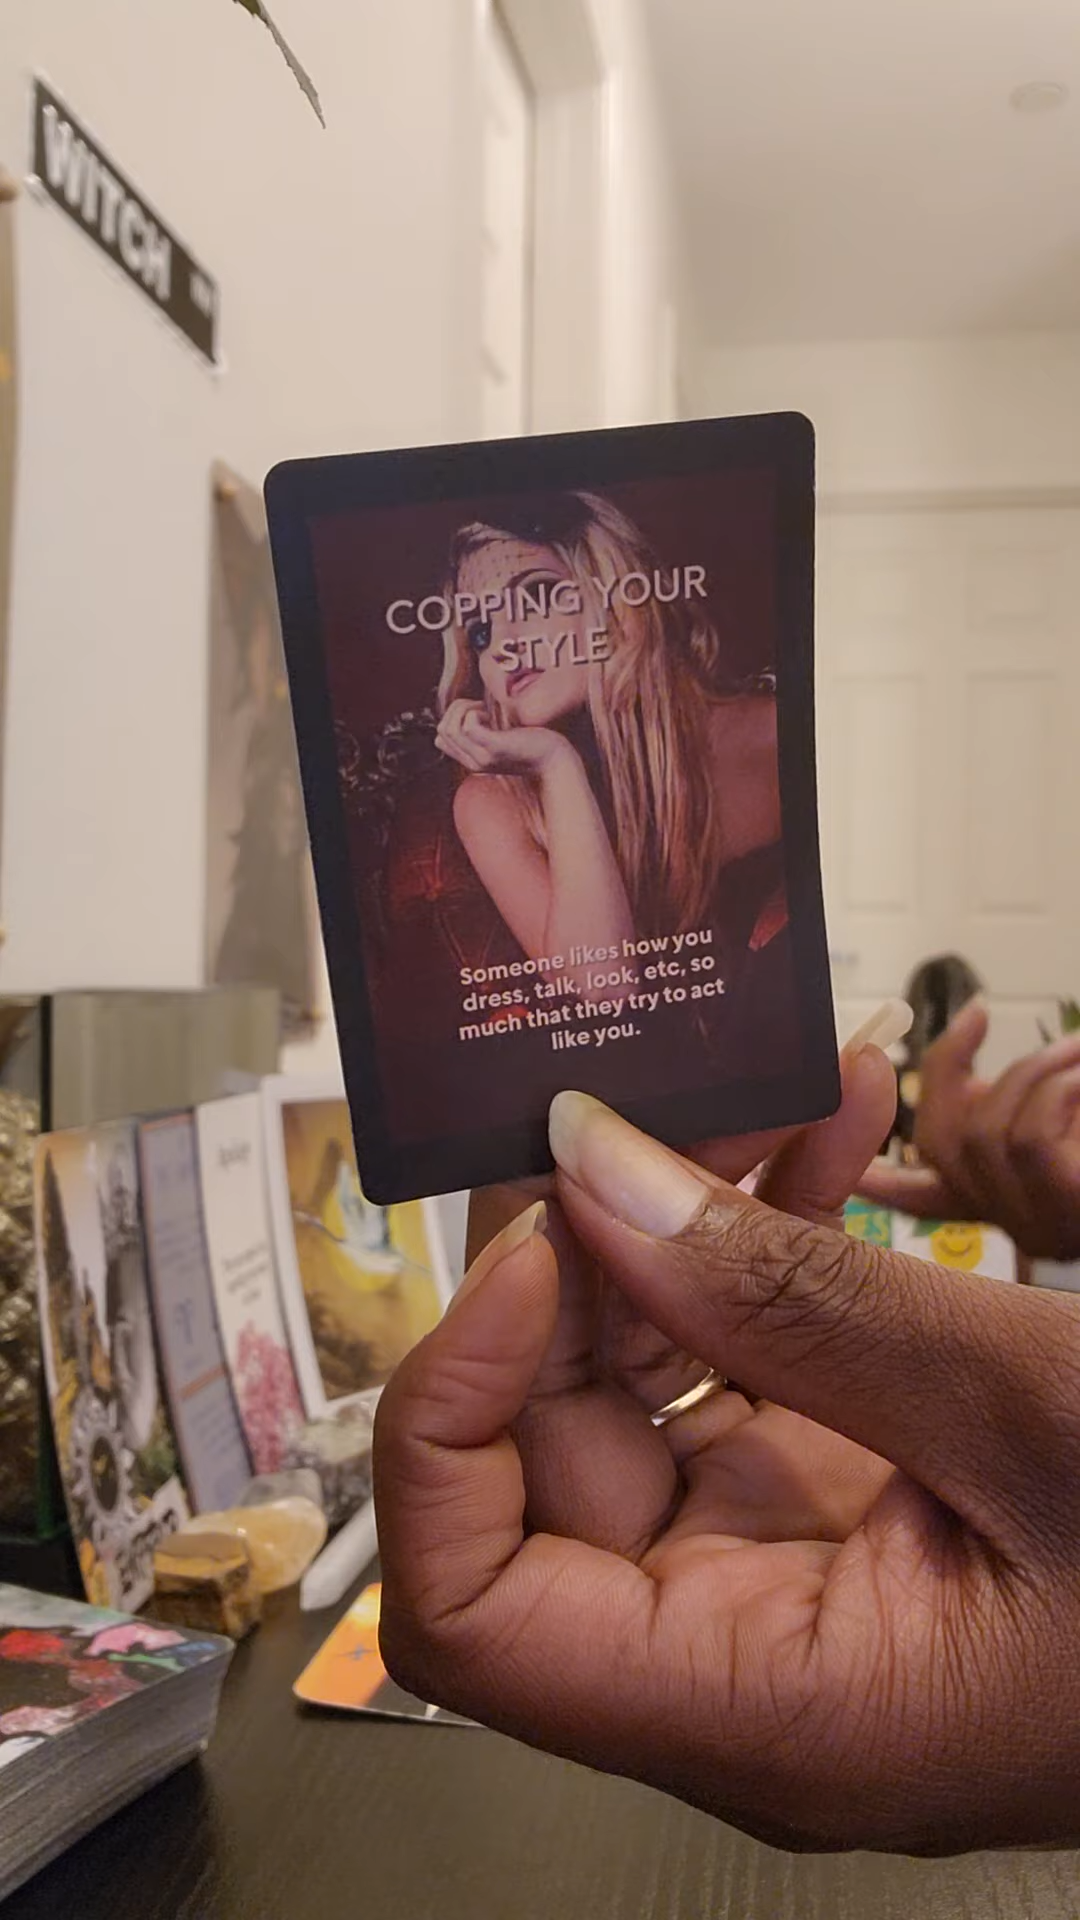 WITCH
COPPING YOUR
STYLE
Someone likes how you
dress, talk, look, etc, so
much that they try to act
like you.